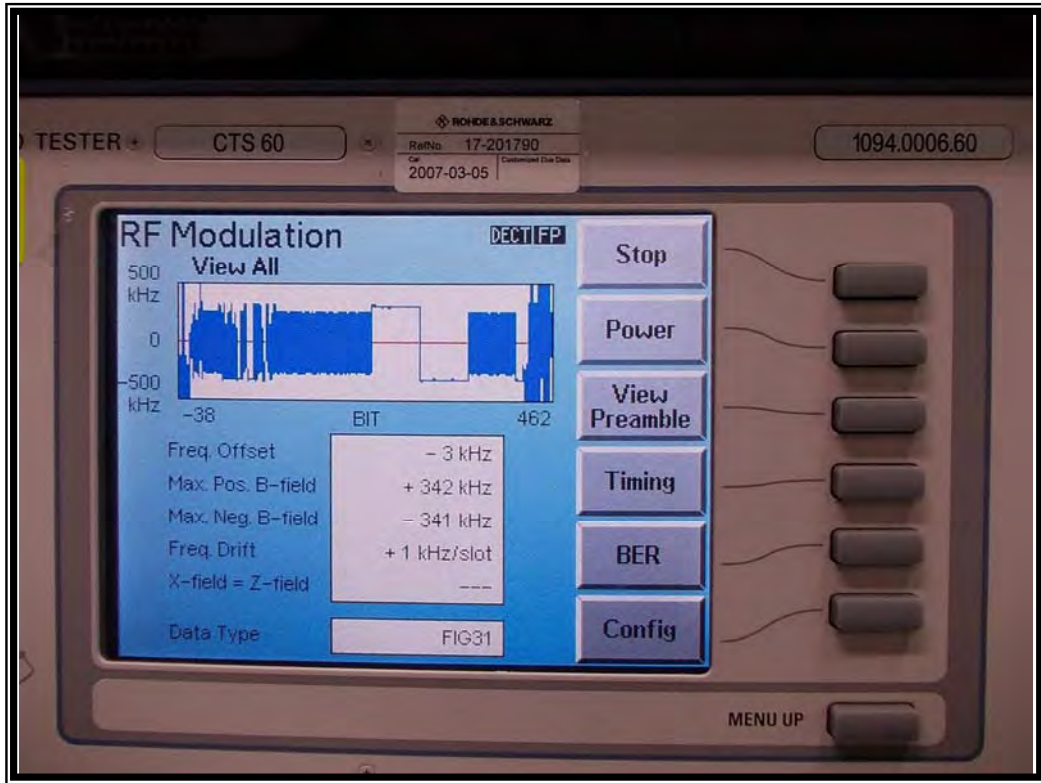 ROHDE & SCHWARZ
TESTER CTS 60 RefNo 17-201790 1094.0006.60
Cal. Customized Due Date
2007-03-05
RF Modulation DECT FP
View All
500
kHz
0
-500
kHz
-38 BIT 462
Freq. Offset - 3 kHz
Max. Pos. B-field + 342 kHz
Max. Neg. B-field - 341 kHz
Freq. Drift + 1 kHz/slot
X-field = Z-field ---
Data Type FIG31
Stop
Power
View
Preamble
Timing
BER
Config
MENU UP